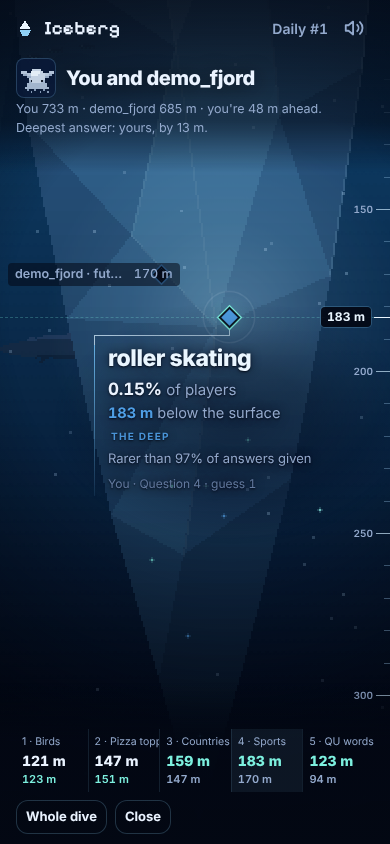 Iceberg
Daily #1
You and demo_fjord
You 733 m · demo_fjord 685 m · you're 48 m ahead.
Deepest answer: yours, by 13 m.
150
demo_fjord · fut... 170 m
183 m
roller skating
0.15% of players
183 m below the surface
THE DEEP
Rarer than 97% of answers given
You · Question 4 · guess 1
200
250
300
1 · Birds
121 m
123 m
2 · Pizza topp
147 m
151 m
3 · Countries
159 m
147 m
4 · Sports
183 m
170 m
5 · QU words
123 m
94 m
Whole dive
Close